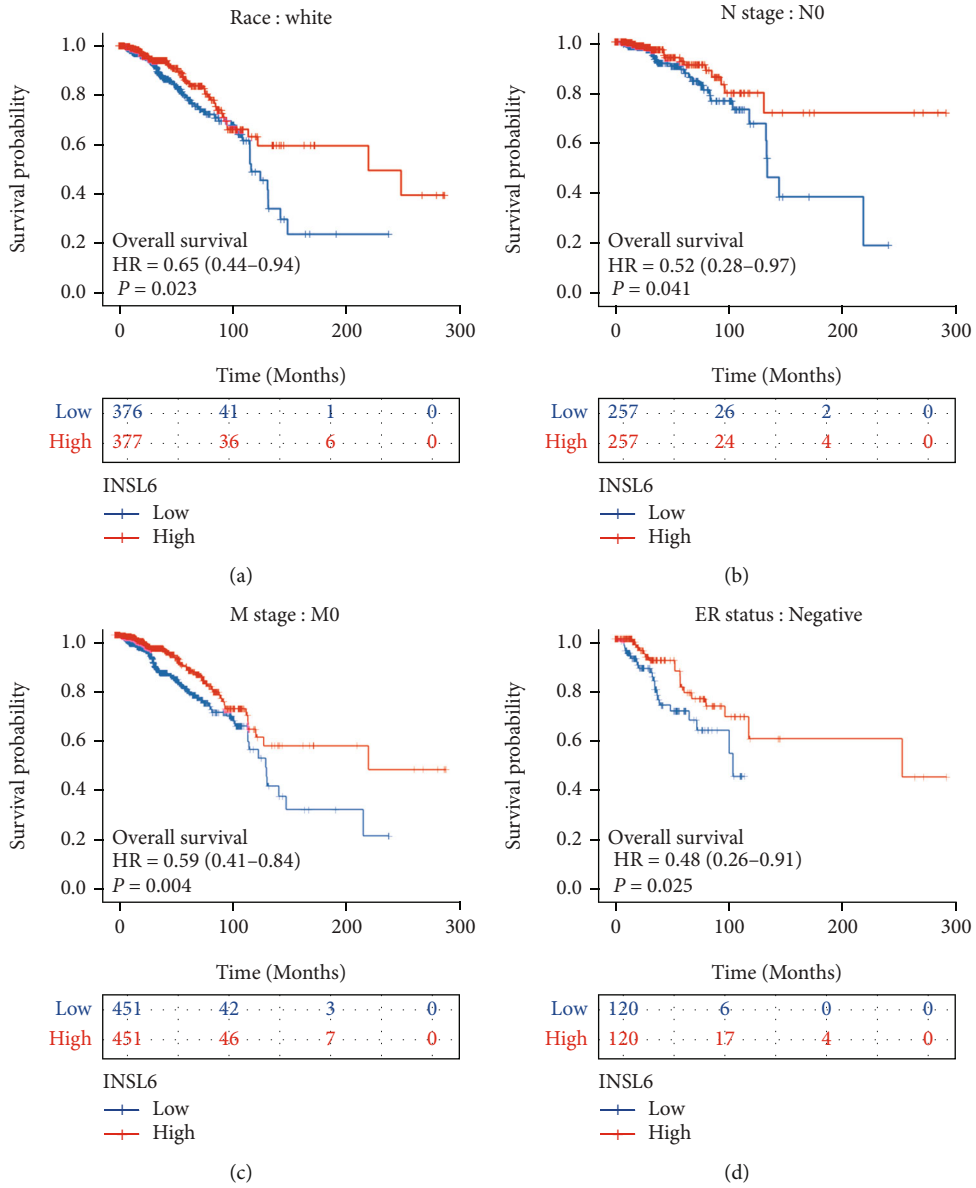 Race : white
Survival probability
1.0
0.8
0.6
0.4
0.2
0.0
Overall survival
HR = 0.65 (0.44–0.94)
P = 0.023
0 100 200 300
Time (Months)
Low 376 41 1 0
High 377 36 6 0
INSL6
Low
High
(a)
N stage : N0
Survival probability
1.0
0.8
0.6
0.4
0.2
0.0
Overall survival
HR = 0.52 (0.28–0.97)
P = 0.041
0 100 200 300
Time (Months)
Low 257 26 2 0
High 257 24 4 0
INSL6
Low
High
(b)
M stage : M0
Survival probability
1.0
0.8
0.6
0.4
0.2
0.0
Overall survival
HR = 0.59 (0.41–0.84)
P = 0.004
0 100 200 300
Time (Months)
Low 451 42 3 0
High 451 46 7 0
INSL6
Low
High
(c)
ER status : Negative
Survival probability
1.0
0.8
0.6
0.4
0.2
0.0
Overall survival
HR = 0.48 (0.26–0.91)
P = 0.025
0 100 200 300
Time (Months)
Low 120 6 0 0
High 120 17 4 0
INSL6
Low
High
(d)